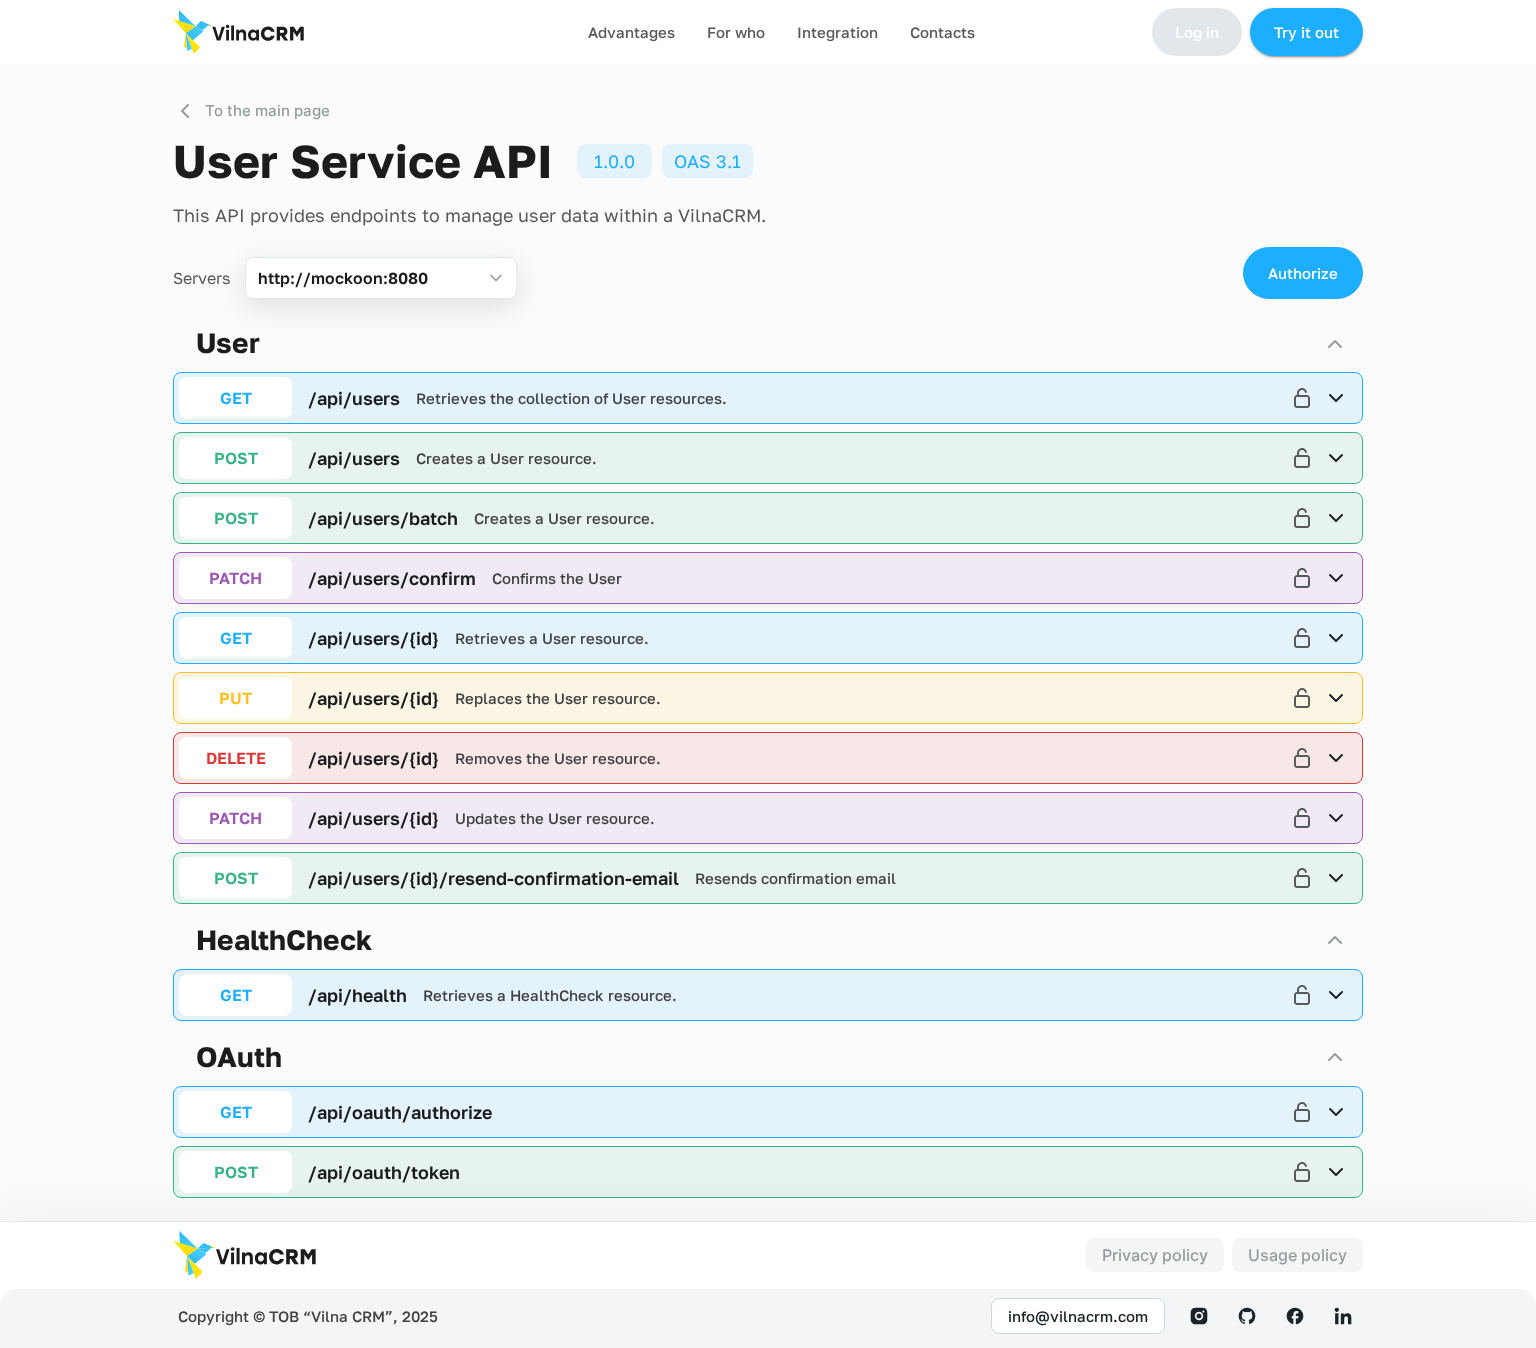 VilnaCRM
Advantages For who Integration Contacts
Log in Try it out
To the main page
User Service API 1.0.0 OAS 3.1
This API provides endpoints to manage user data within a VilnaCRM.
Servers http://mockoon:8080 Authorize
User
GET /api/users Retrieves the collection of User resources.
POST /api/users Creates a User resource.
POST /api/users/batch Creates a User resource.
PATCH /api/users/confirm Confirms the User
GET /api/users/{id} Retrieves a User resource.
PUT /api/users/{id} Replaces the User resource.
DELETE /api/users/{id} Removes the User resource.
PATCH /api/users/{id} Updates the User resource.
POST /api/users/{id}/resend-confirmation-email Resends confirmation email
HealthCheck
GET /api/health Retrieves a HealthCheck resource.
OAuth
GET /api/oauth/authorize
POST /api/oauth/token
VilnaCRM Privacy policy Usage policy
Copyright © ТОВ “Vilna CRM”, 2025 info@vilnacrm.com